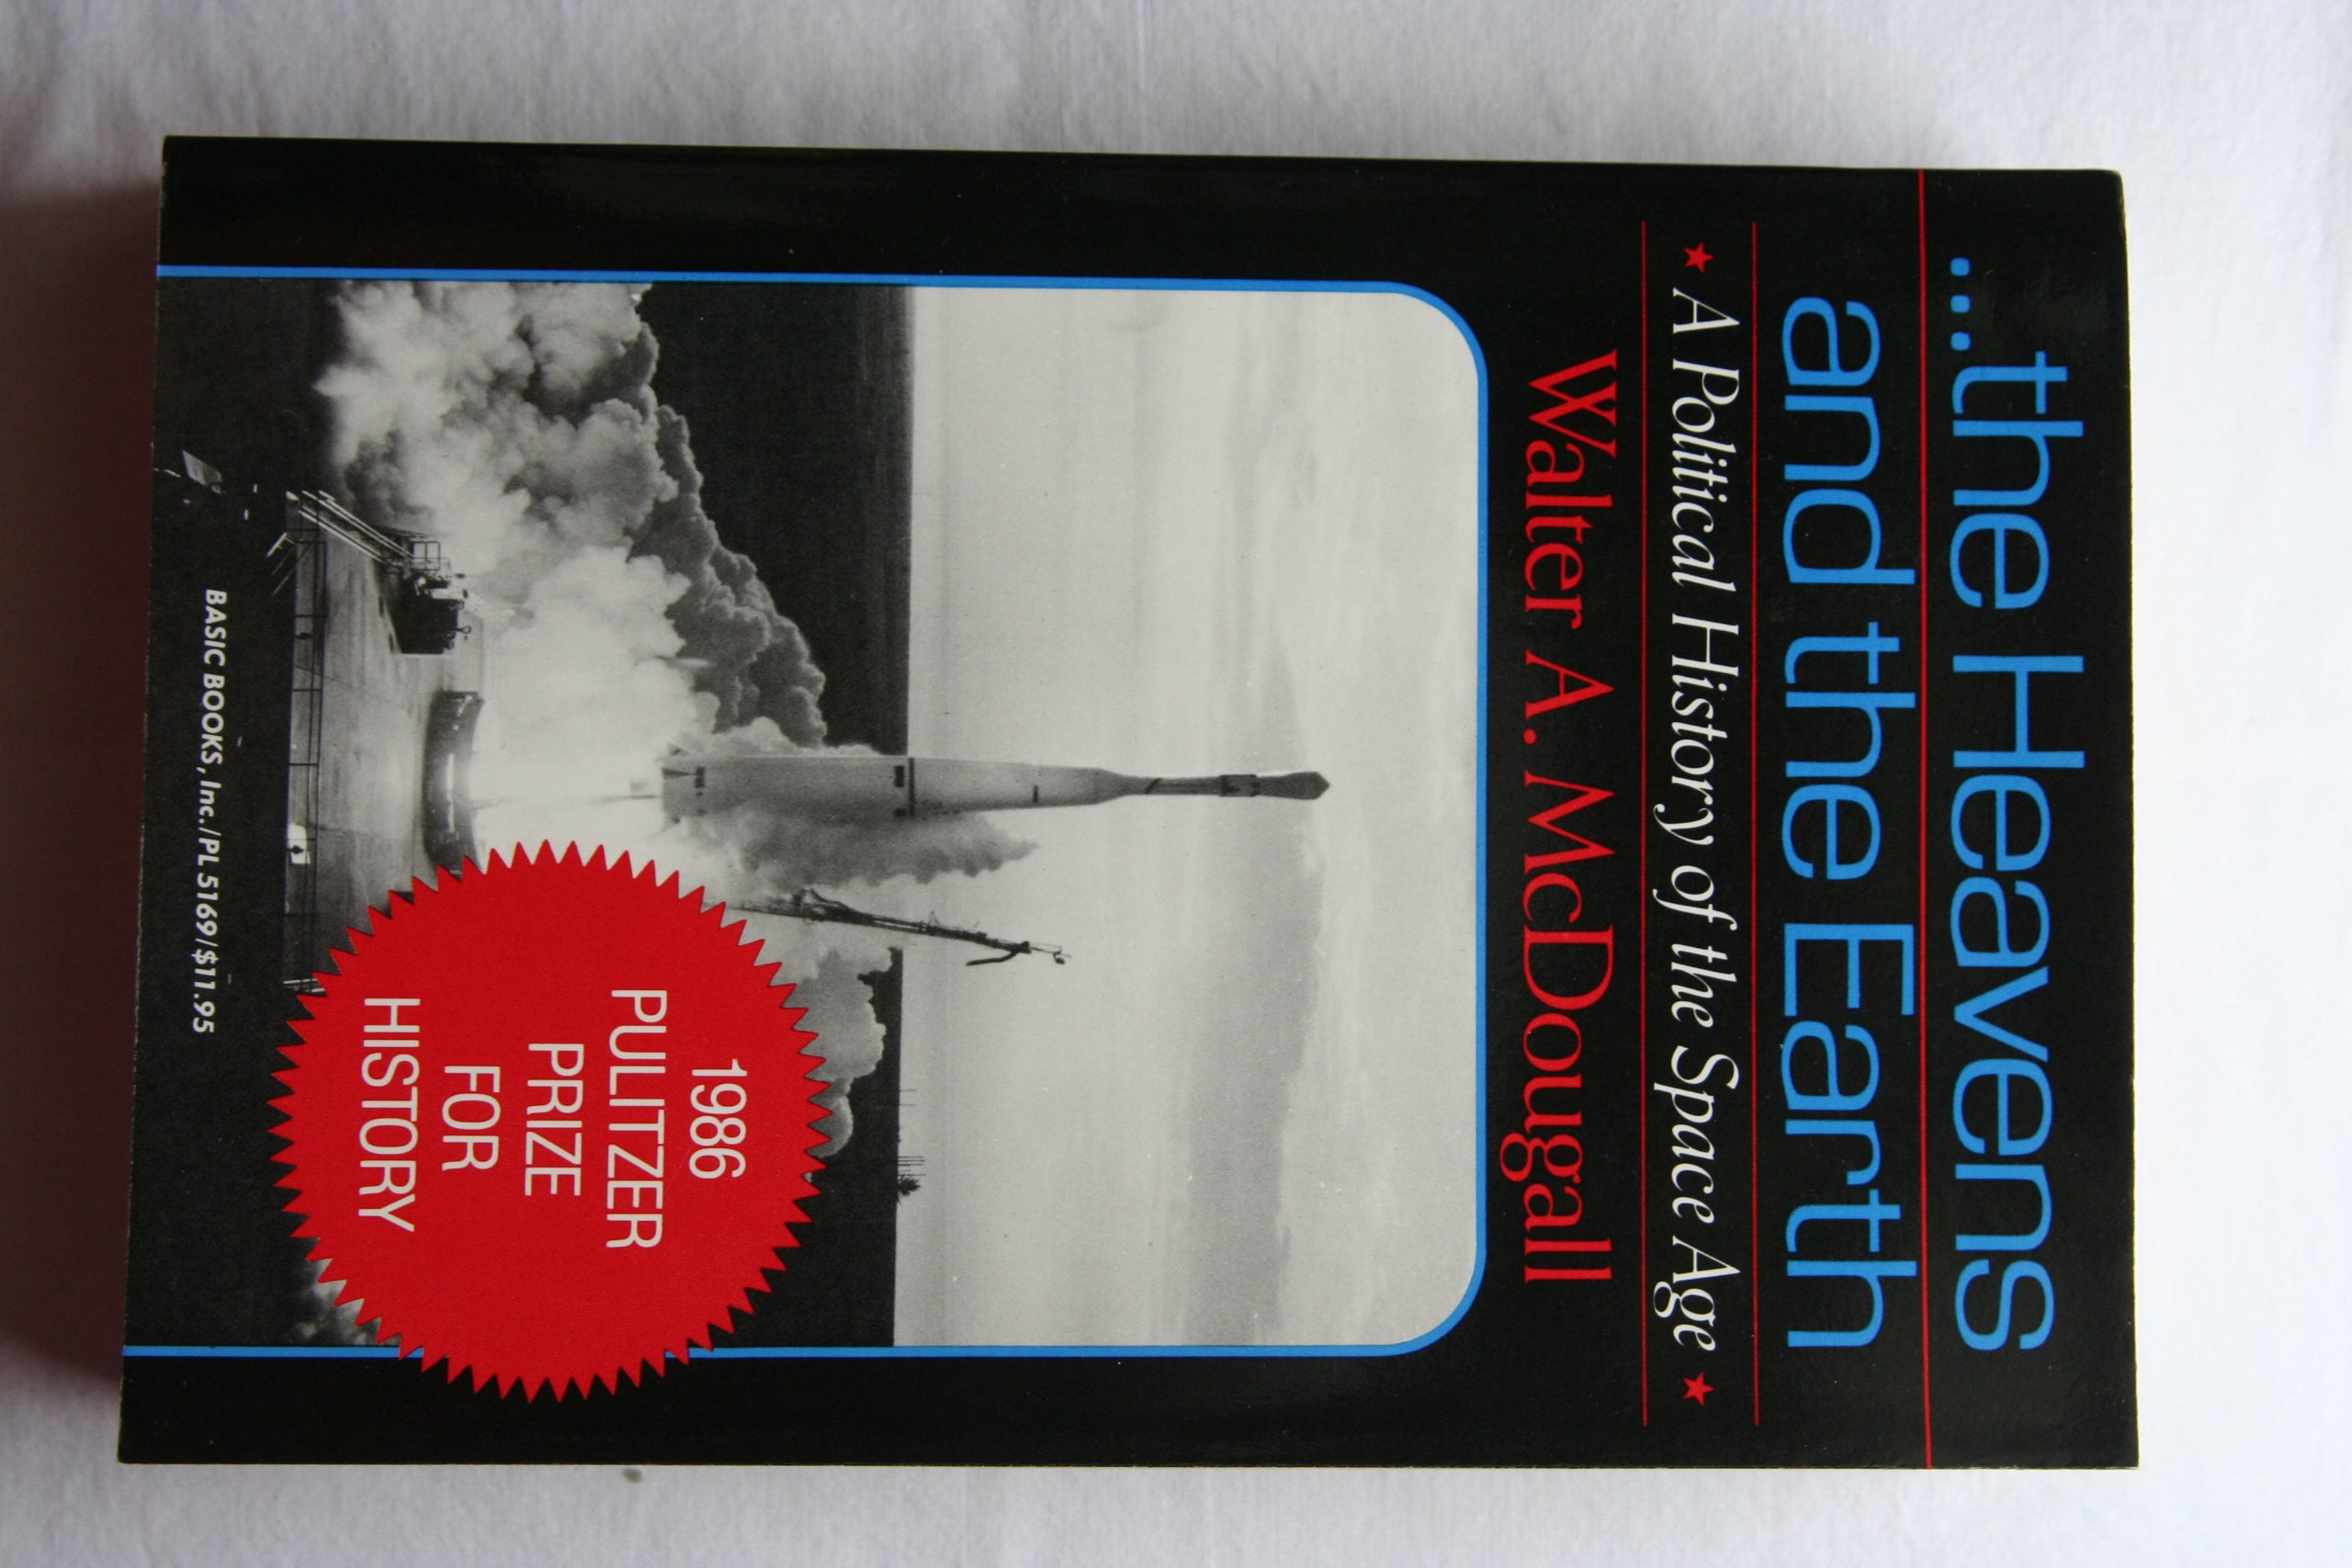 ...the Heavens
and the Earth
★ A Political History of the Space Age ★
Walter A. McDougall
1986
PULITZER
PRIZE
FOR
HISTORY
BASIC BOOKS, Inc./PL 5169/$11.95